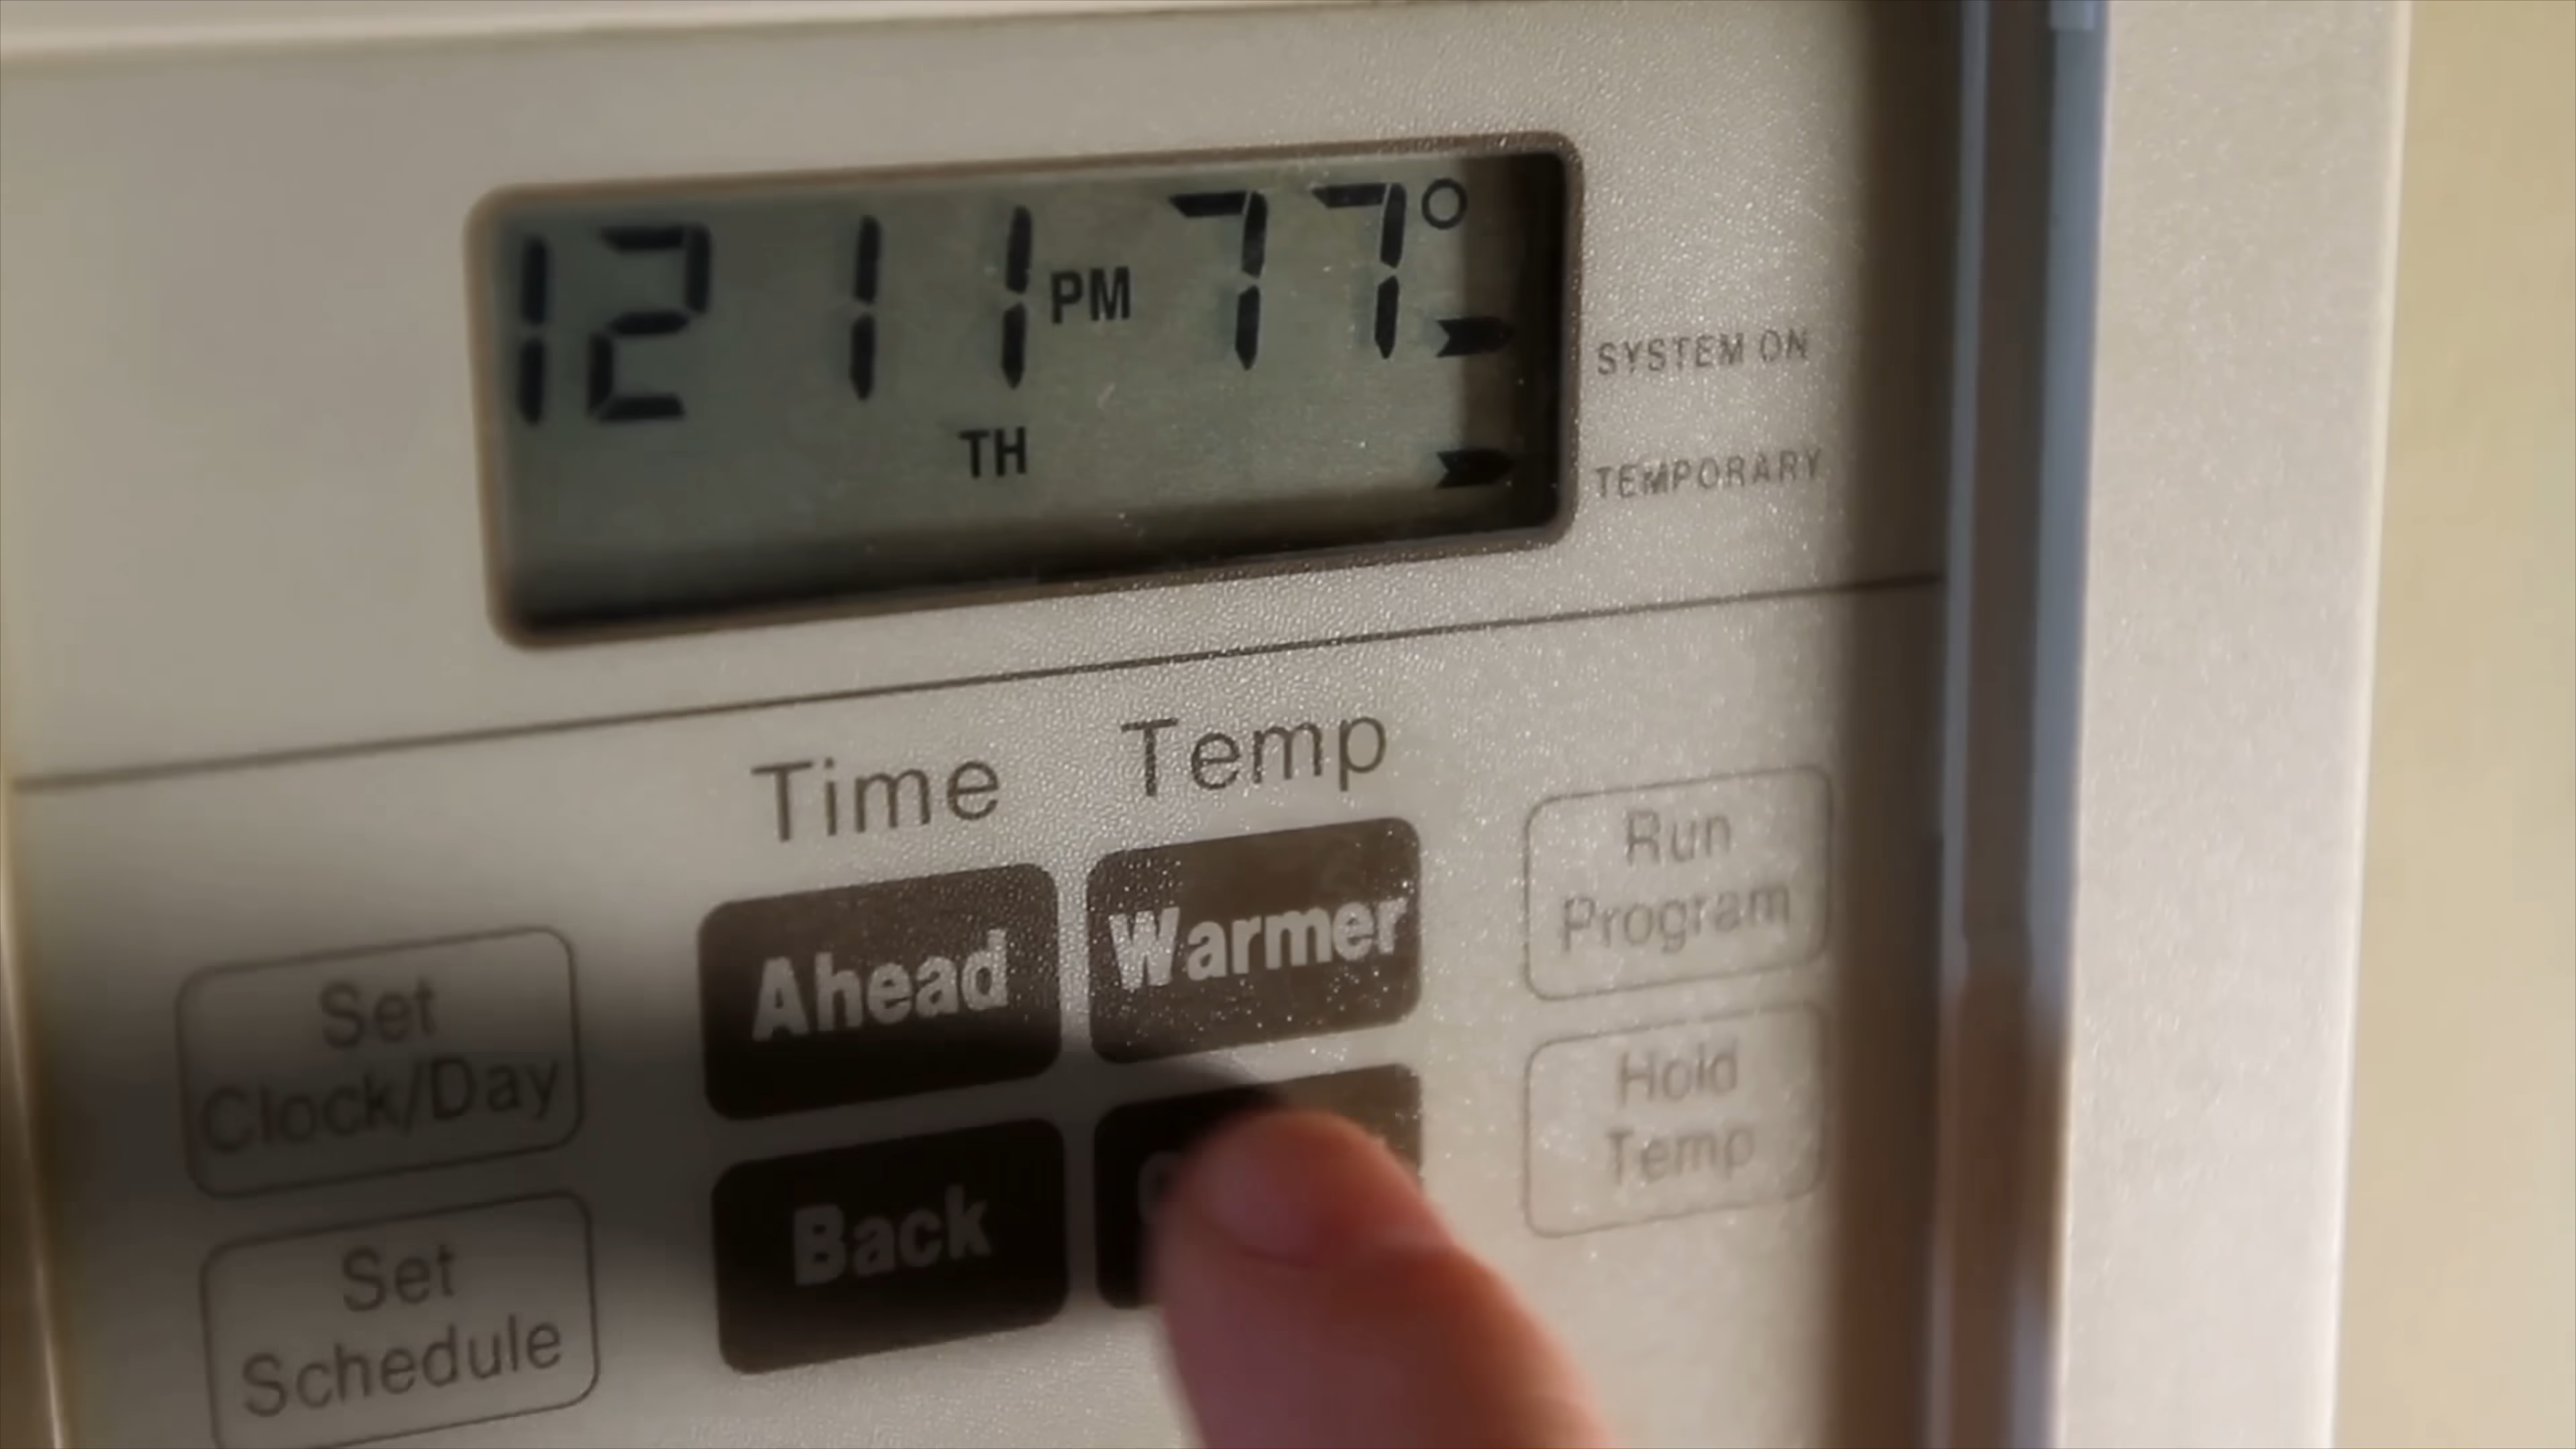 12 11 PM 77°
SYSTEM ON
TH
TEMPORARY
Time Temp
Ahead Warmer
Run
Program
Set
Clock/Day
Hold
Temp
Back
Set
Schedule